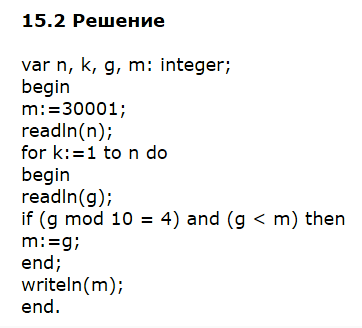 15.2 Решение
var n, k, g, m: integer;
begin
m:=30001;
readln(n);
for k:=1 to n do
begin
readln(g);
if (g mod 10 = 4) and (g < m) then
m:=g;
end;
writeln(m);
end.